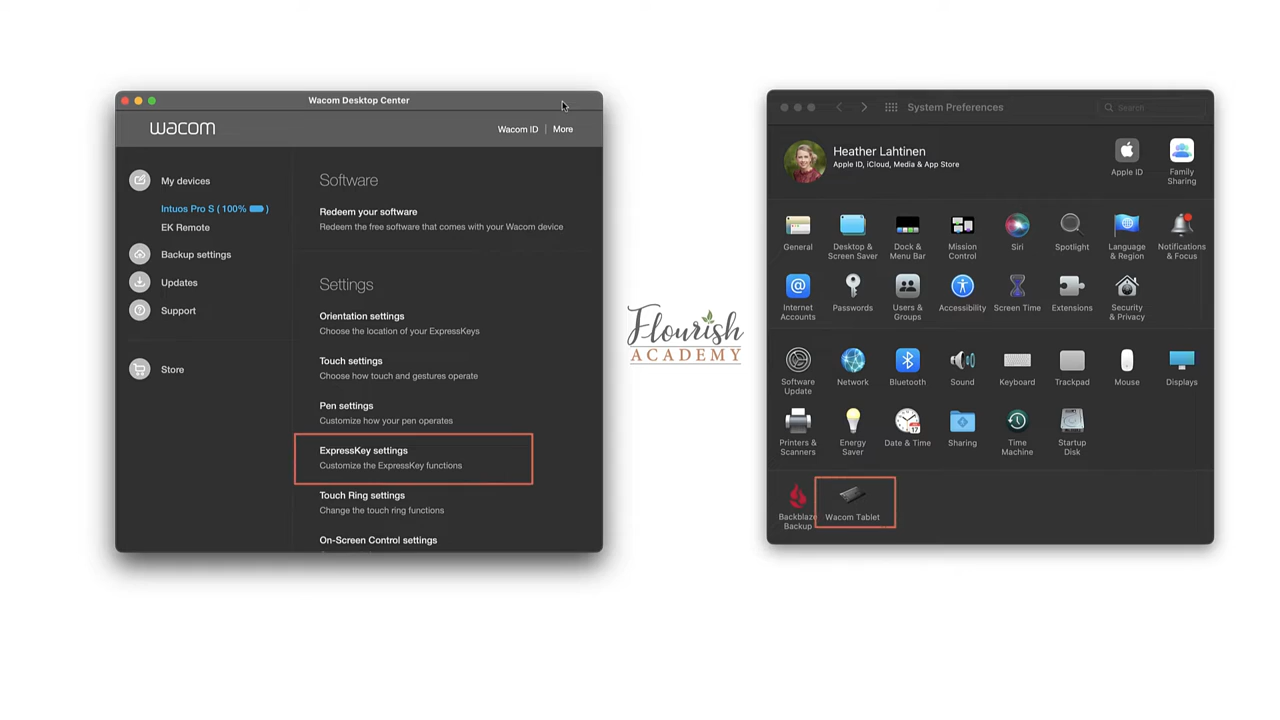 Wacom Desktop Center
wacom
Wacom ID | More
My devices
Intuos Pro S ( 100% )
EK Remote
Backup settings
Updates
Support
Store
Software
Redeem your software
Redeem the free software that comes with your Wacom device
Settings
Orientation settings
Choose the location of your ExpressKeys
Touch settings
Choose how touch and gestures operate
Pen settings
Customize how your pen operates
ExpressKey settings
Customize the ExpressKey functions
Touch Ring settings
Change the touch ring functions
On-Screen Control settings
Flourish
ACADEMY
System Preferences
Search
Heather Lahtinen
Apple ID, iCloud, Media & App Store
Apple ID
Family
Sharing
General
Desktop &
Screen Saver
Dock &
Menu Bar
Mission
Control
Siri
Spotlight
Language
& Region
Notifications
& Focus
Internet
Accounts
Passwords
Users &
Groups
Accessibility
Screen Time
Extensions
Security
& Privacy
Software
Update
Network
Bluetooth
Sound
Keyboard
Trackpad
Mouse
Displays
Printers &
Scanners
Energy
Saver
17
Date & Time
Sharing
Time
Machine
Startup
Disk
Backblaze
Backup
Wacom Tablet